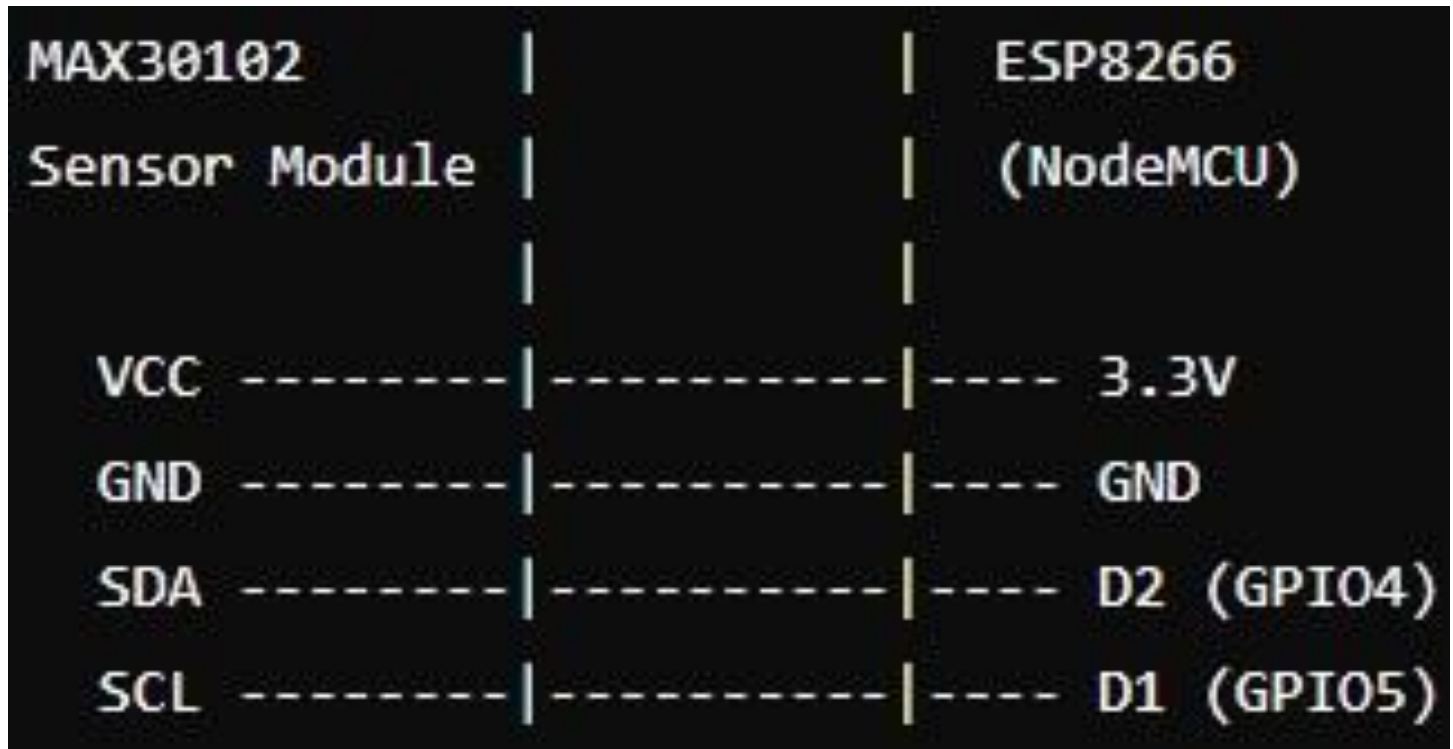 MAX30102 | | ESP8266
Sensor Module | | (NodeMCU)
| |
VCC --------|----------|---- 3.3V
GND --------|----------|---- GND
SDA --------|----------|---- D2 (GPIO4)
SCL --------|----------|---- D1 (GPIO5)